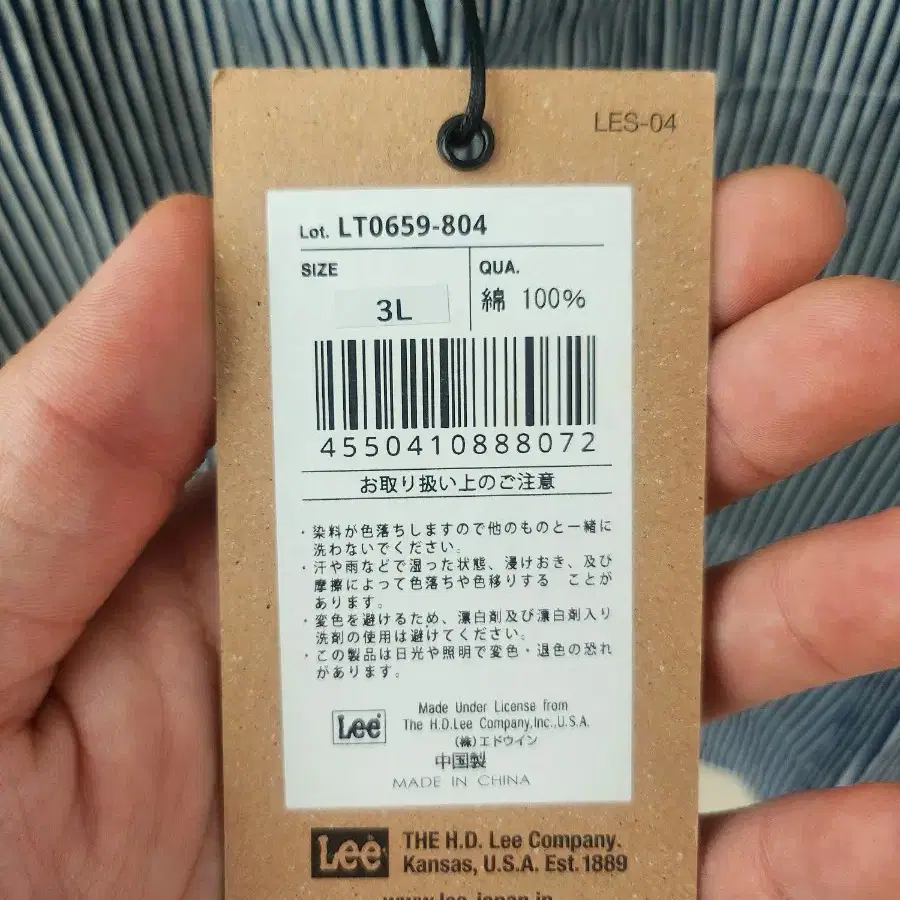 LES-04
Lot. LT0659-804
SIZE
3L
QUA.
綿 100%
4550410888072
お取り扱い上のご注意
・染料が色落ちしますので他のものと一緒に
洗わないでください。
・汗や雨などで湿った状態、浸けおき、及び
摩擦によって色落ちや色移りする ことが
あります。
・変色を避けるため、漂白剤及び漂白剤入り
洗剤の使用は避けてください。
・この製品は日光や照明で変色・退色の恐れ
があります。
Lee
Made Under License from
The H.D.Lee Company,Inc.,U.S.A.
(株)エドウイン
中国製
MADE IN CHINA
Lee
THE H.D. Lee Company.
Kansas, U.S.A. Est.1889
www.lee-japan.jp